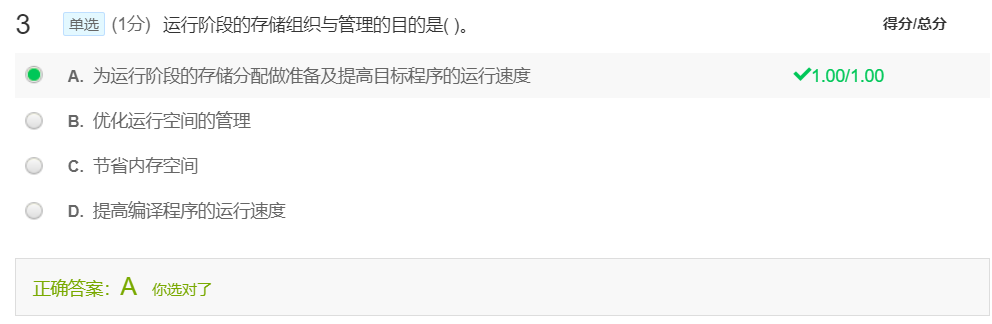 3 单选 (1分) 运行阶段的存储组织与管理的目的是( )。 得分/总分
A. 为运行阶段的存储分配做准备及提高目标程序的运行速度 1.00/1.00
B. 优化运行空间的管理
C. 节省内存空间
D. 提高编译程序的运行速度
正确答案：A 你选对了